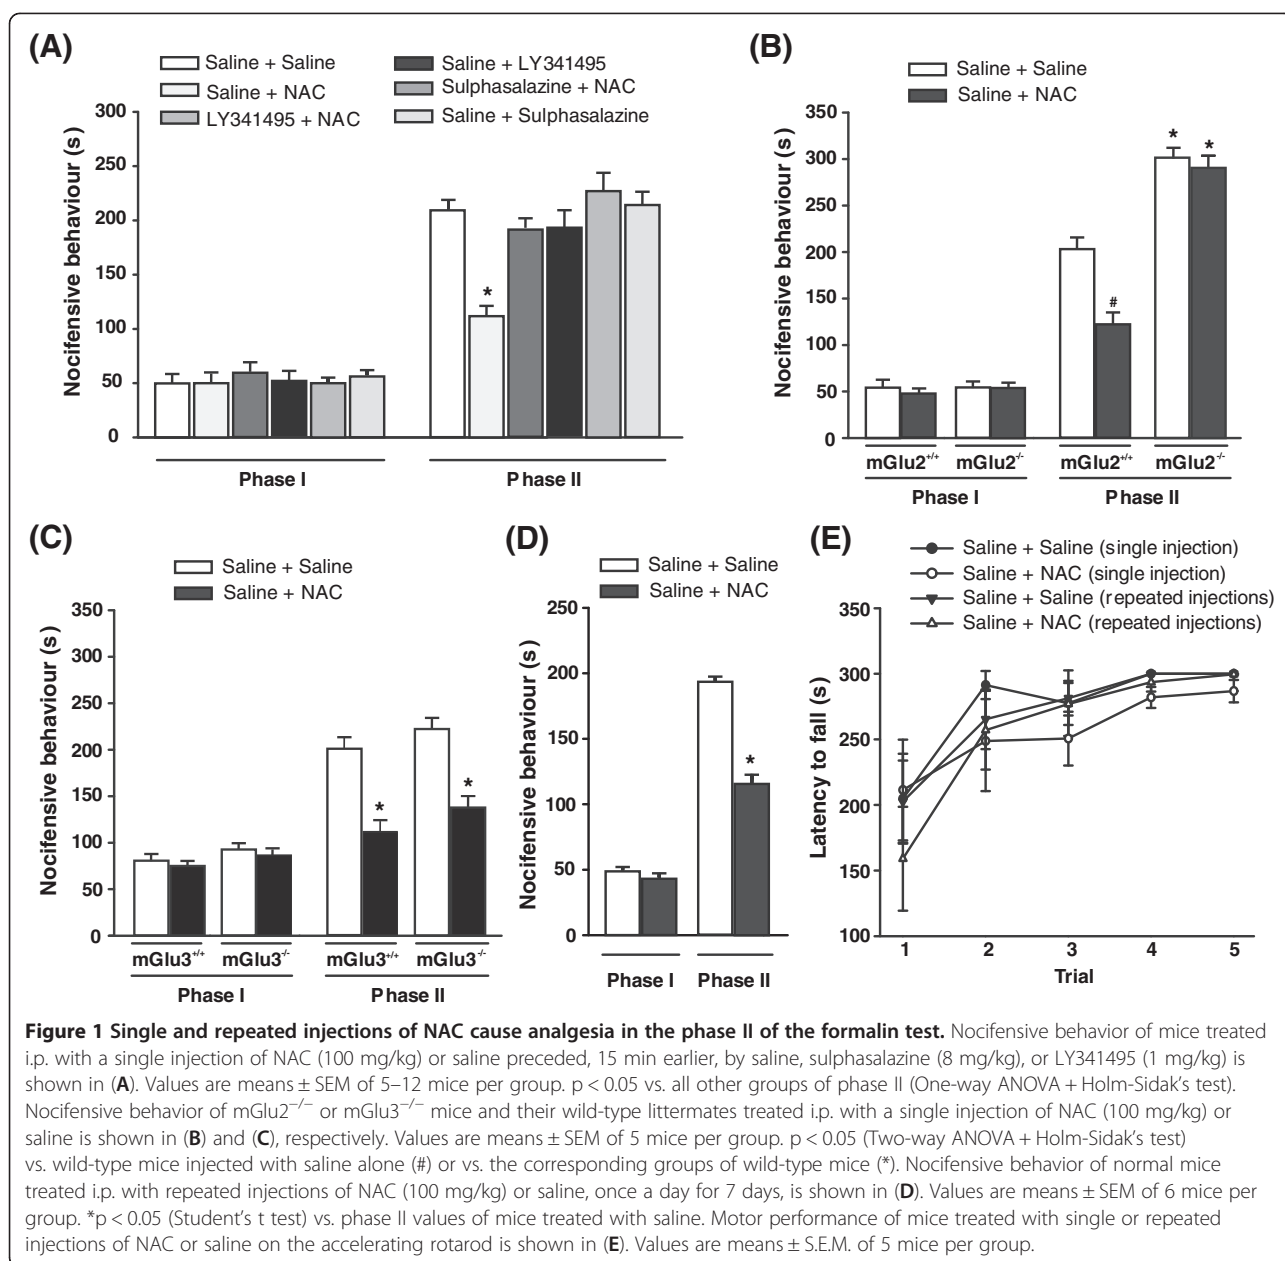 (A)
Saline + Saline
Saline + NAC
LY341495 + NAC
Saline + LY341495
Sulphasalazine + NAC
Saline + Sulphasalazine
Nocifensive behaviour (s)
300
250
200
150
100
50
0
*
Phase I
Phase II
(B)
Saline + Saline
Saline + NAC
Nocifensive behaviour (s)
350
300
250
200
150
100
50
0
#
*
*
mGlu2+/+
mGlu2-/-
mGlu2+/+
mGlu2-/-
Phase I
Phase II
(C)
Saline + Saline
Saline + NAC
Nocifensive behaviour (s)
350
300
250
200
150
100
50
0
*
*
mGlu3+/+
mGlu3-/-
mGlu3+/+
mGlu3-/-
Phase I
Phase II
(D)
Saline + Saline
Saline + NAC
Nocifensive behaviour (s)
250
200
150
100
50
0
*
Phase I
Phase II
(E)
Saline + Saline (single injection)
Saline + NAC (single injection)
Saline + Saline (repeated injections)
Saline + NAC (repeated injections)
Latency to fall (s)
350
300
250
200
150
100
1 2 3 4 5
Trial
Figure 1 Single and repeated injections of NAC cause analgesia in the phase II of the formalin test. Nocifensive behavior of mice treated
i.p. with a single injection of NAC (100 mg/kg) or saline preceded, 15 min earlier, by saline, sulphasalazine (8 mg/kg), or LY341495 (1 mg/kg) is
shown in (A). Values are means ± SEM of 5–12 mice per group. p < 0.05 vs. all other groups of phase II (One-way ANOVA + Holm-Sidak's test).
Nocifensive behavior of mGlu2−/− or mGlu3−/− mice and their wild-type littermates treated i.p. with a single injection of NAC (100 mg/kg) or
saline is shown in (B) and (C), respectively. Values are means ± SEM of 5 mice per group. p < 0.05 (Two-way ANOVA + Holm-Sidak's test)
vs. wild-type mice injected with saline alone (#) or vs. the corresponding groups of wild-type mice (*). Nocifensive behavior of normal mice
treated i.p. with repeated injections of NAC (100 mg/kg) or saline, once a day for 7 days, is shown in (D). Values are means ± SEM of 6 mice per
group. *p < 0.05 (Student's t test) vs. phase II values of mice treated with saline. Motor performance of mice treated with single or repeated
injections of NAC or saline on the accelerating rotarod is shown in (E). Values are means ± S.E.M. of 5 mice per group.